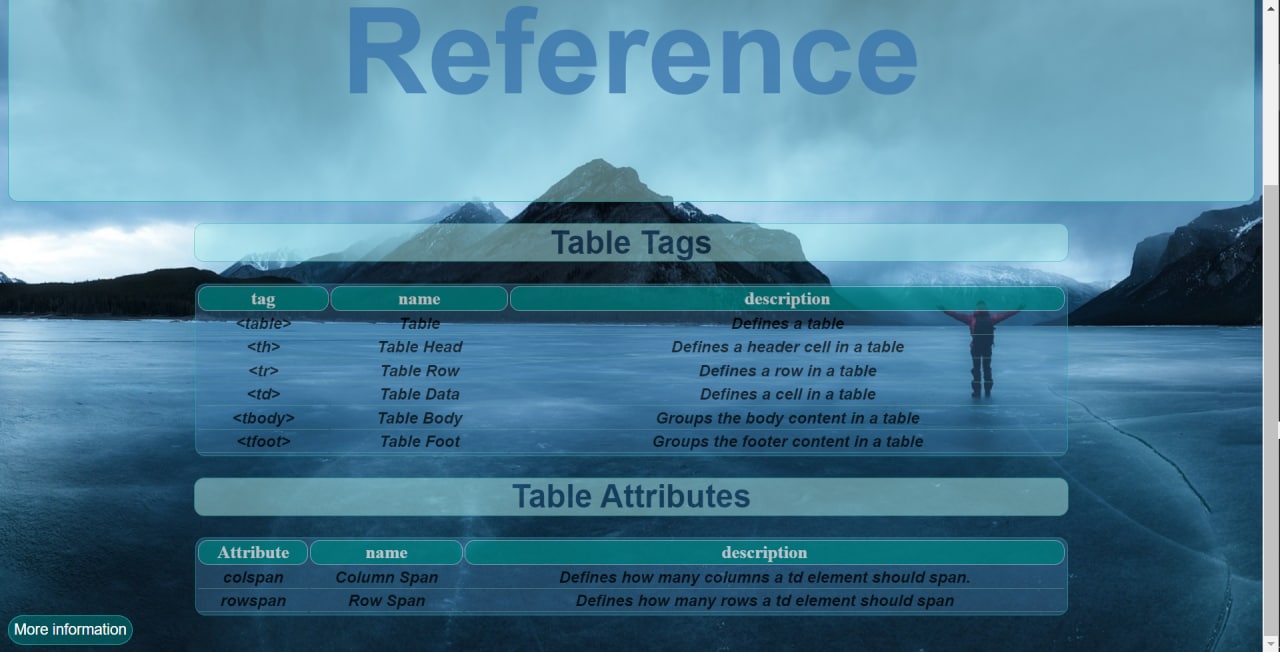 Reference
Table Tags
tag name description
<table> Table Defines a table
<th> Table Head Defines a header cell in a table
<tr> Table Row Defines a row in a table
<td> Table Data Defines a cell in a table
<tbody> Table Body Groups the body content in a table
<tfoot> Table Foot Groups the footer content in a table
Table Attributes
Attribute name description
colspan Column Span Defines how many columns a td element should span.
rowspan Row Span Defines how many rows a td element should span
More information